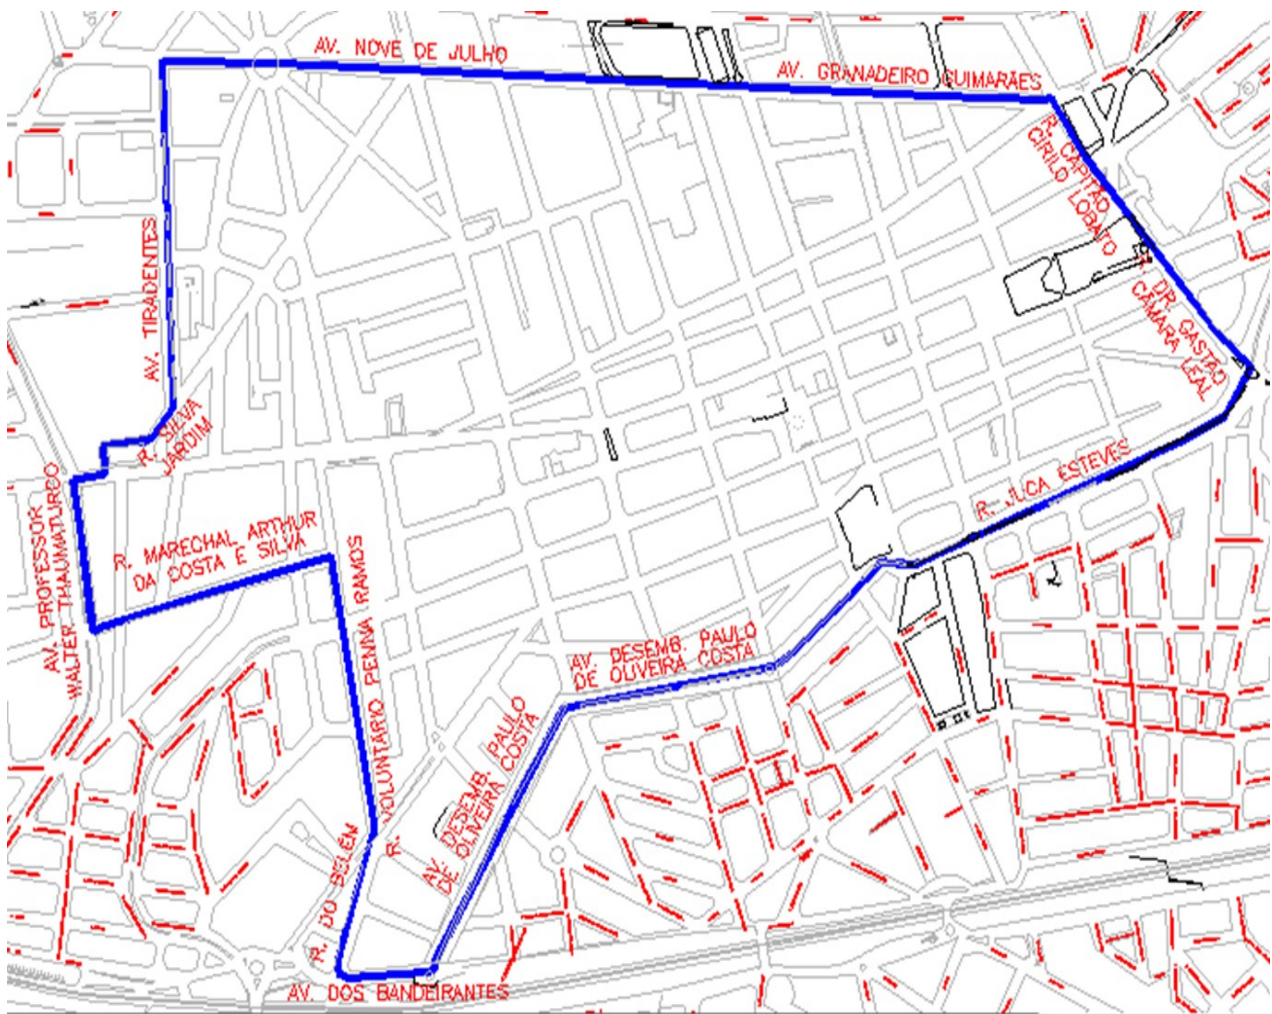 AV. NOVE DE JULHO
AV. GRANADEIRO GUIMARÃES
R. CAPITÃO
CIRILO LOBATO
DR. GASTÃO
CÂMARA LEAL
AV. TIRADENTES
R. SILVA
JARDIM
R. JUCA ESTEVES
AV. PROFESSOR
WALTER THAUMATURGO
R. MARECHAL ARTHUR
DA COSTA E SILVA
R. VOLUNTÁRIO PENNA RAMOS
AV. DESEMB. PAULO
DE OLIVEIRA COSTA
AV. DESEMB. PAULO
DE OLIVEIRA COSTA
R. DO BELÉM
AV. DOS BANDEIRANTES